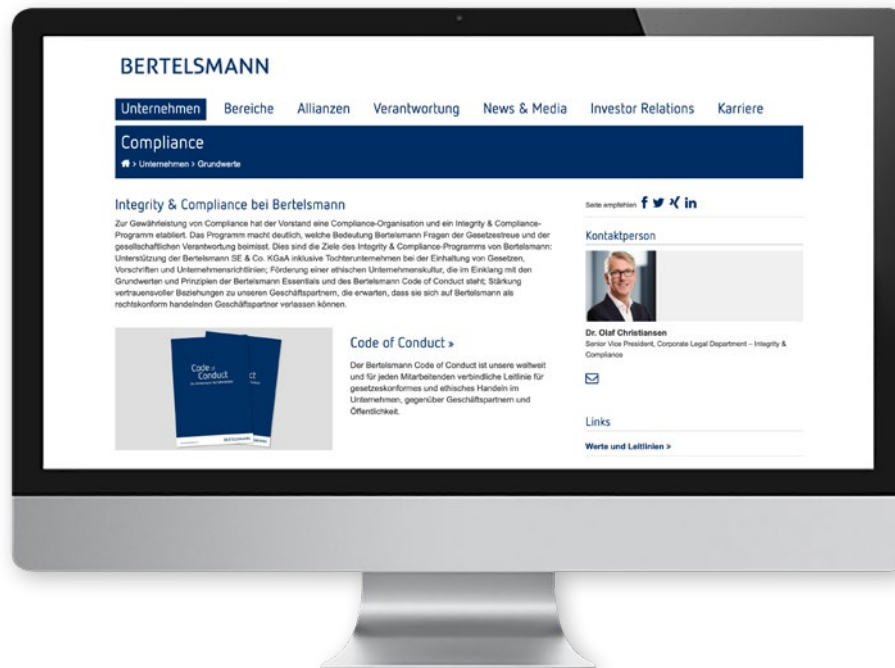 BERTELSMANN
Unternehmen Bereiche Allianzen Verantwortung News & Media Investor Relations Karriere
Compliance
> Unternehmen > Grundwerte
Integrity & Compliance bei Bertelsmann
Zur Gewährleistung von Compliance hat der Vorstand eine Compliance-Organisation und ein Integrity & Compliance-
Programm etabliert. Das Programm macht deutlich, welche Bedeutung Bertelsmann Fragen der Gesetzestreue und der
gesellschaftlichen Verantwortung beimisst. Dies sind die Ziele des Integrity & Compliance-Programms von Bertelsmann:
Unterstützung der Bertelsmann SE & Co. KGaA inklusive Tochterunternehmen bei der Einhaltung von Gesetzen,
Vorschriften und Unternehmensrichtlinien; Förderung einer ethischen Unternehmenskultur, die im Einklang mit den
Grundwerten und Prinzipien der Bertelsmann Essentials und des Bertelsmann Code of Conduct steht; Stärkung
vertrauensvoller Beziehungen zu unseren Geschäftspartnern, die erwarten, dass sie sich auf Bertelsmann als
rechtskonform handelnden Geschäftspartner verlassen können.
Code of Conduct
BERTELSMANN
Code of Conduct »
Der Bertelsmann Code of Conduct ist unsere weltweit
und für jeden Mitarbeitenden verbindliche Leitlinie für
gesetzeskonformes und ethisches Handeln im
Unternehmen, gegenüber Geschäftspartnern und
Öffentlichkeit.
Seite empfehlen
Kontaktperson
Dr. Olaf Christiansen
Senior Vice President, Corporate Legal Department – Integrity &
Compliance
Links
Werte und Leitlinien >